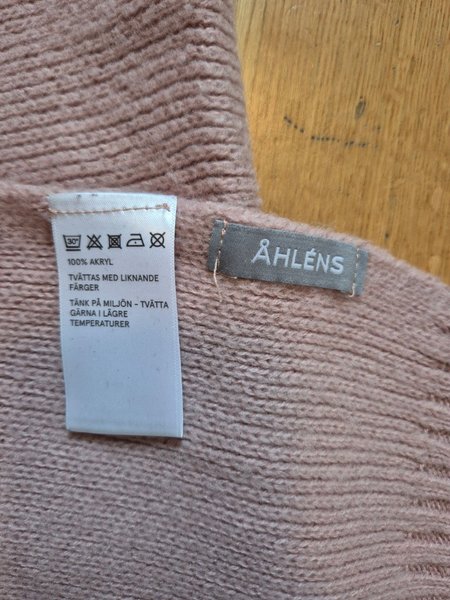 30°
100% AKRYL
TVÄTTAS MED LIKNANDE
FÄRGER
TÄNK PÅ MILJÖN - TVÄTTA
GÄRNA I LÄGRE
TEMPERATURER
ÅHLÉNS